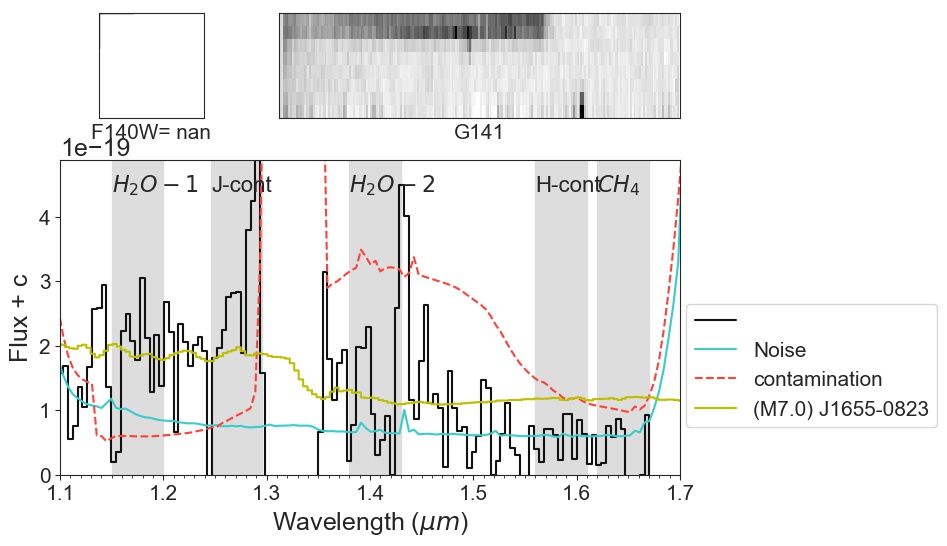 F140W= nan
G141
1e−19
H₂O − 1
J-cont
H₂O − 2
H-cont
CH₄
4
3
2
1
0
Flux + c
1.1
1.2
1.3
1.4
1.5
1.6
1.7
Wavelength (μm)
Noise
contamination
(M7.0) J1655-0823